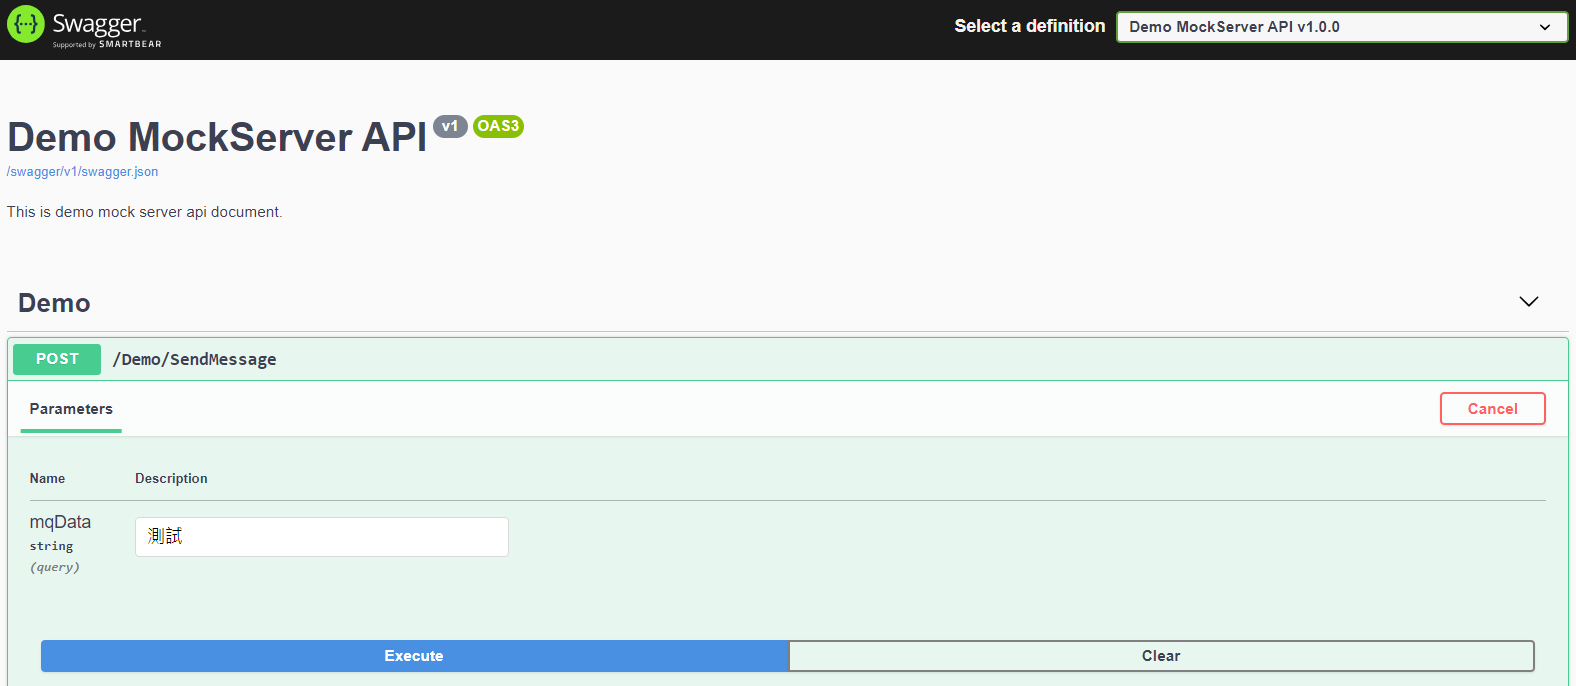 Swagger
Supported by SMARTBEAR
Select a definition
Demo MockServer API v1.0.0
Demo MockServer API v1 OAS3
/swagger/v1/swagger.json
This is demo mock server api document.
Demo
POST /Demo/SendMessage
Parameters
Cancel
Name Description
mqData
string
(query)
測試
Execute
Clear